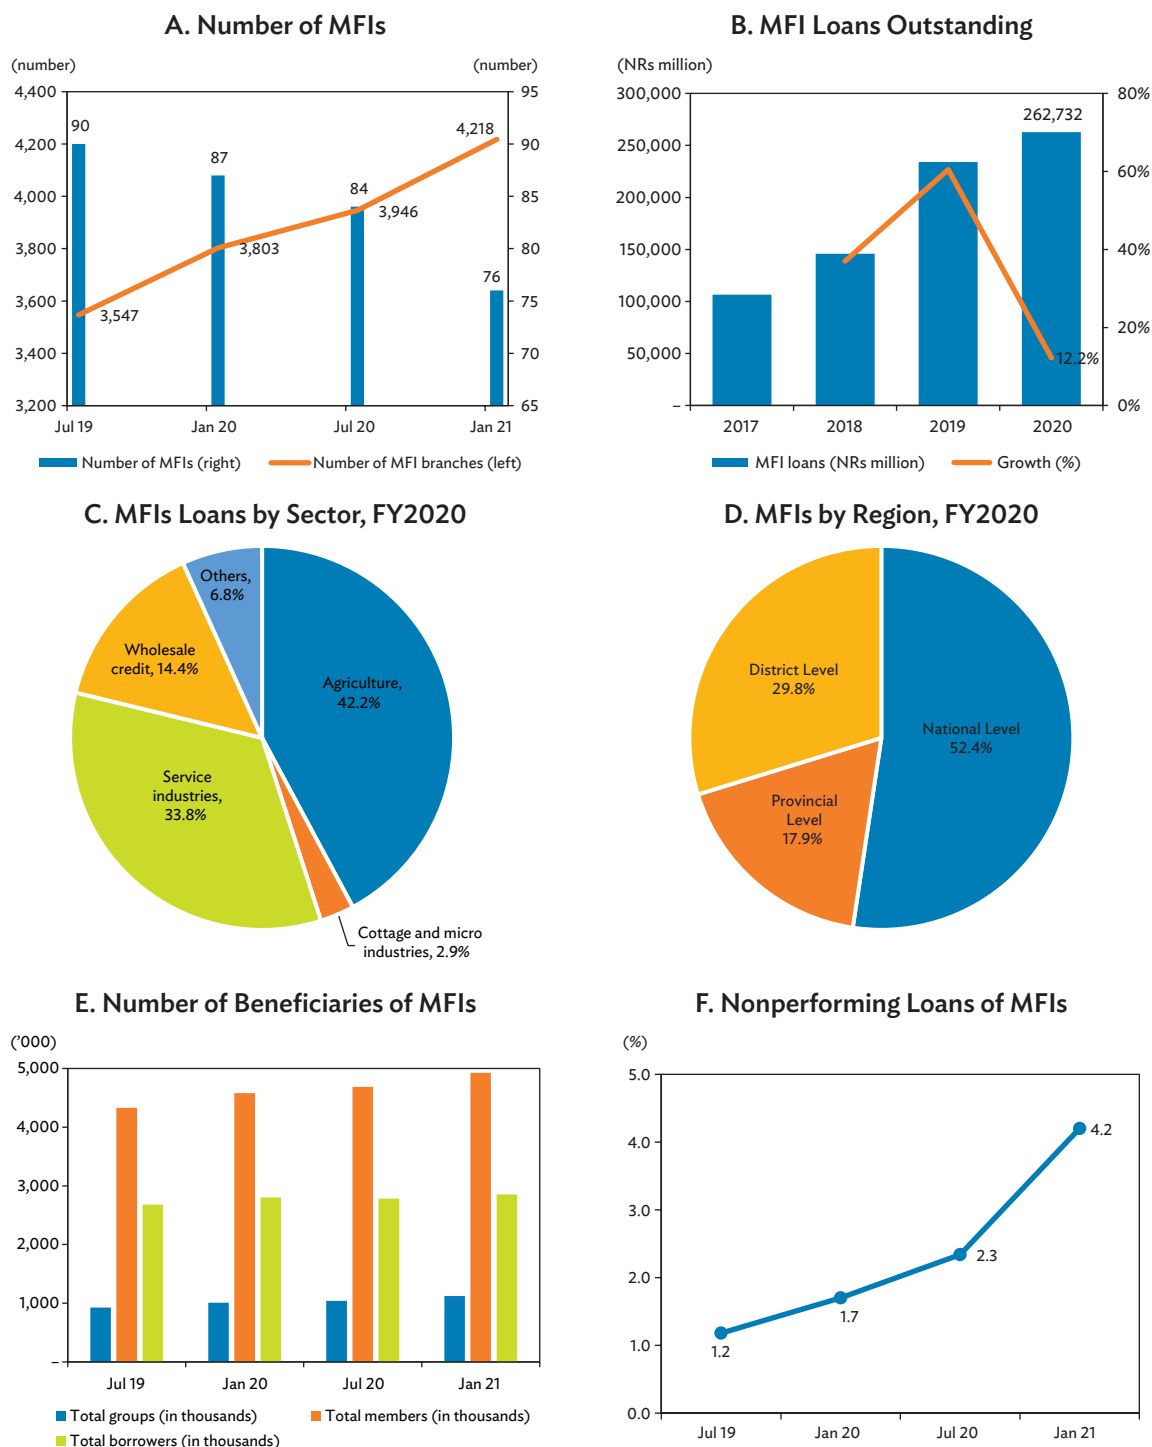 A. Number of MFIs
(number)
(number)
4,400
4,200
4,000
3,800
3,600
3,400
3,200
95
90
85
80
75
70
65
90
87
84
76
3,547
3,803
3,946
4,218
Jul 19
Jan 20
Jul 20
Jan 21
Number of MFIs (right)
Number of MFI branches (left)
B. MFI Loans Outstanding
(NRs million)
300,000
250,000
200,000
150,000
100,000
50,000
–
80%
60%
40%
20%
0%
262,732
12.2%
2017
2018
2019
2020
MFI loans (NRs million)
Growth (%)
C. MFIs Loans by Sector, FY2020
Others,
6.8%
Wholesale
credit, 14.4%
Agriculture,
42.2%
Service
industries,
33.8%
Cottage and micro
industries, 2.9%
D. MFIs by Region, FY2020
District Level
29.8%
National Level
52.4%
Provincial
Level
17.9%
E. Number of Beneficiaries of MFIs
('000)
5,000
4,000
3,000
2,000
1,000
–
Jul 19
Jan 20
Jul 20
Jan 21
Total groups (in thousands)
Total members (in thousands)
Total borrowers (in thousands)
F. Nonperforming Loans of MFIs
(%)
5.0
4.0
3.0
2.0
1.0
0.0
1.2
1.7
2.3
4.2
Jul 19
Jan 20
Jul 20
Jan 21